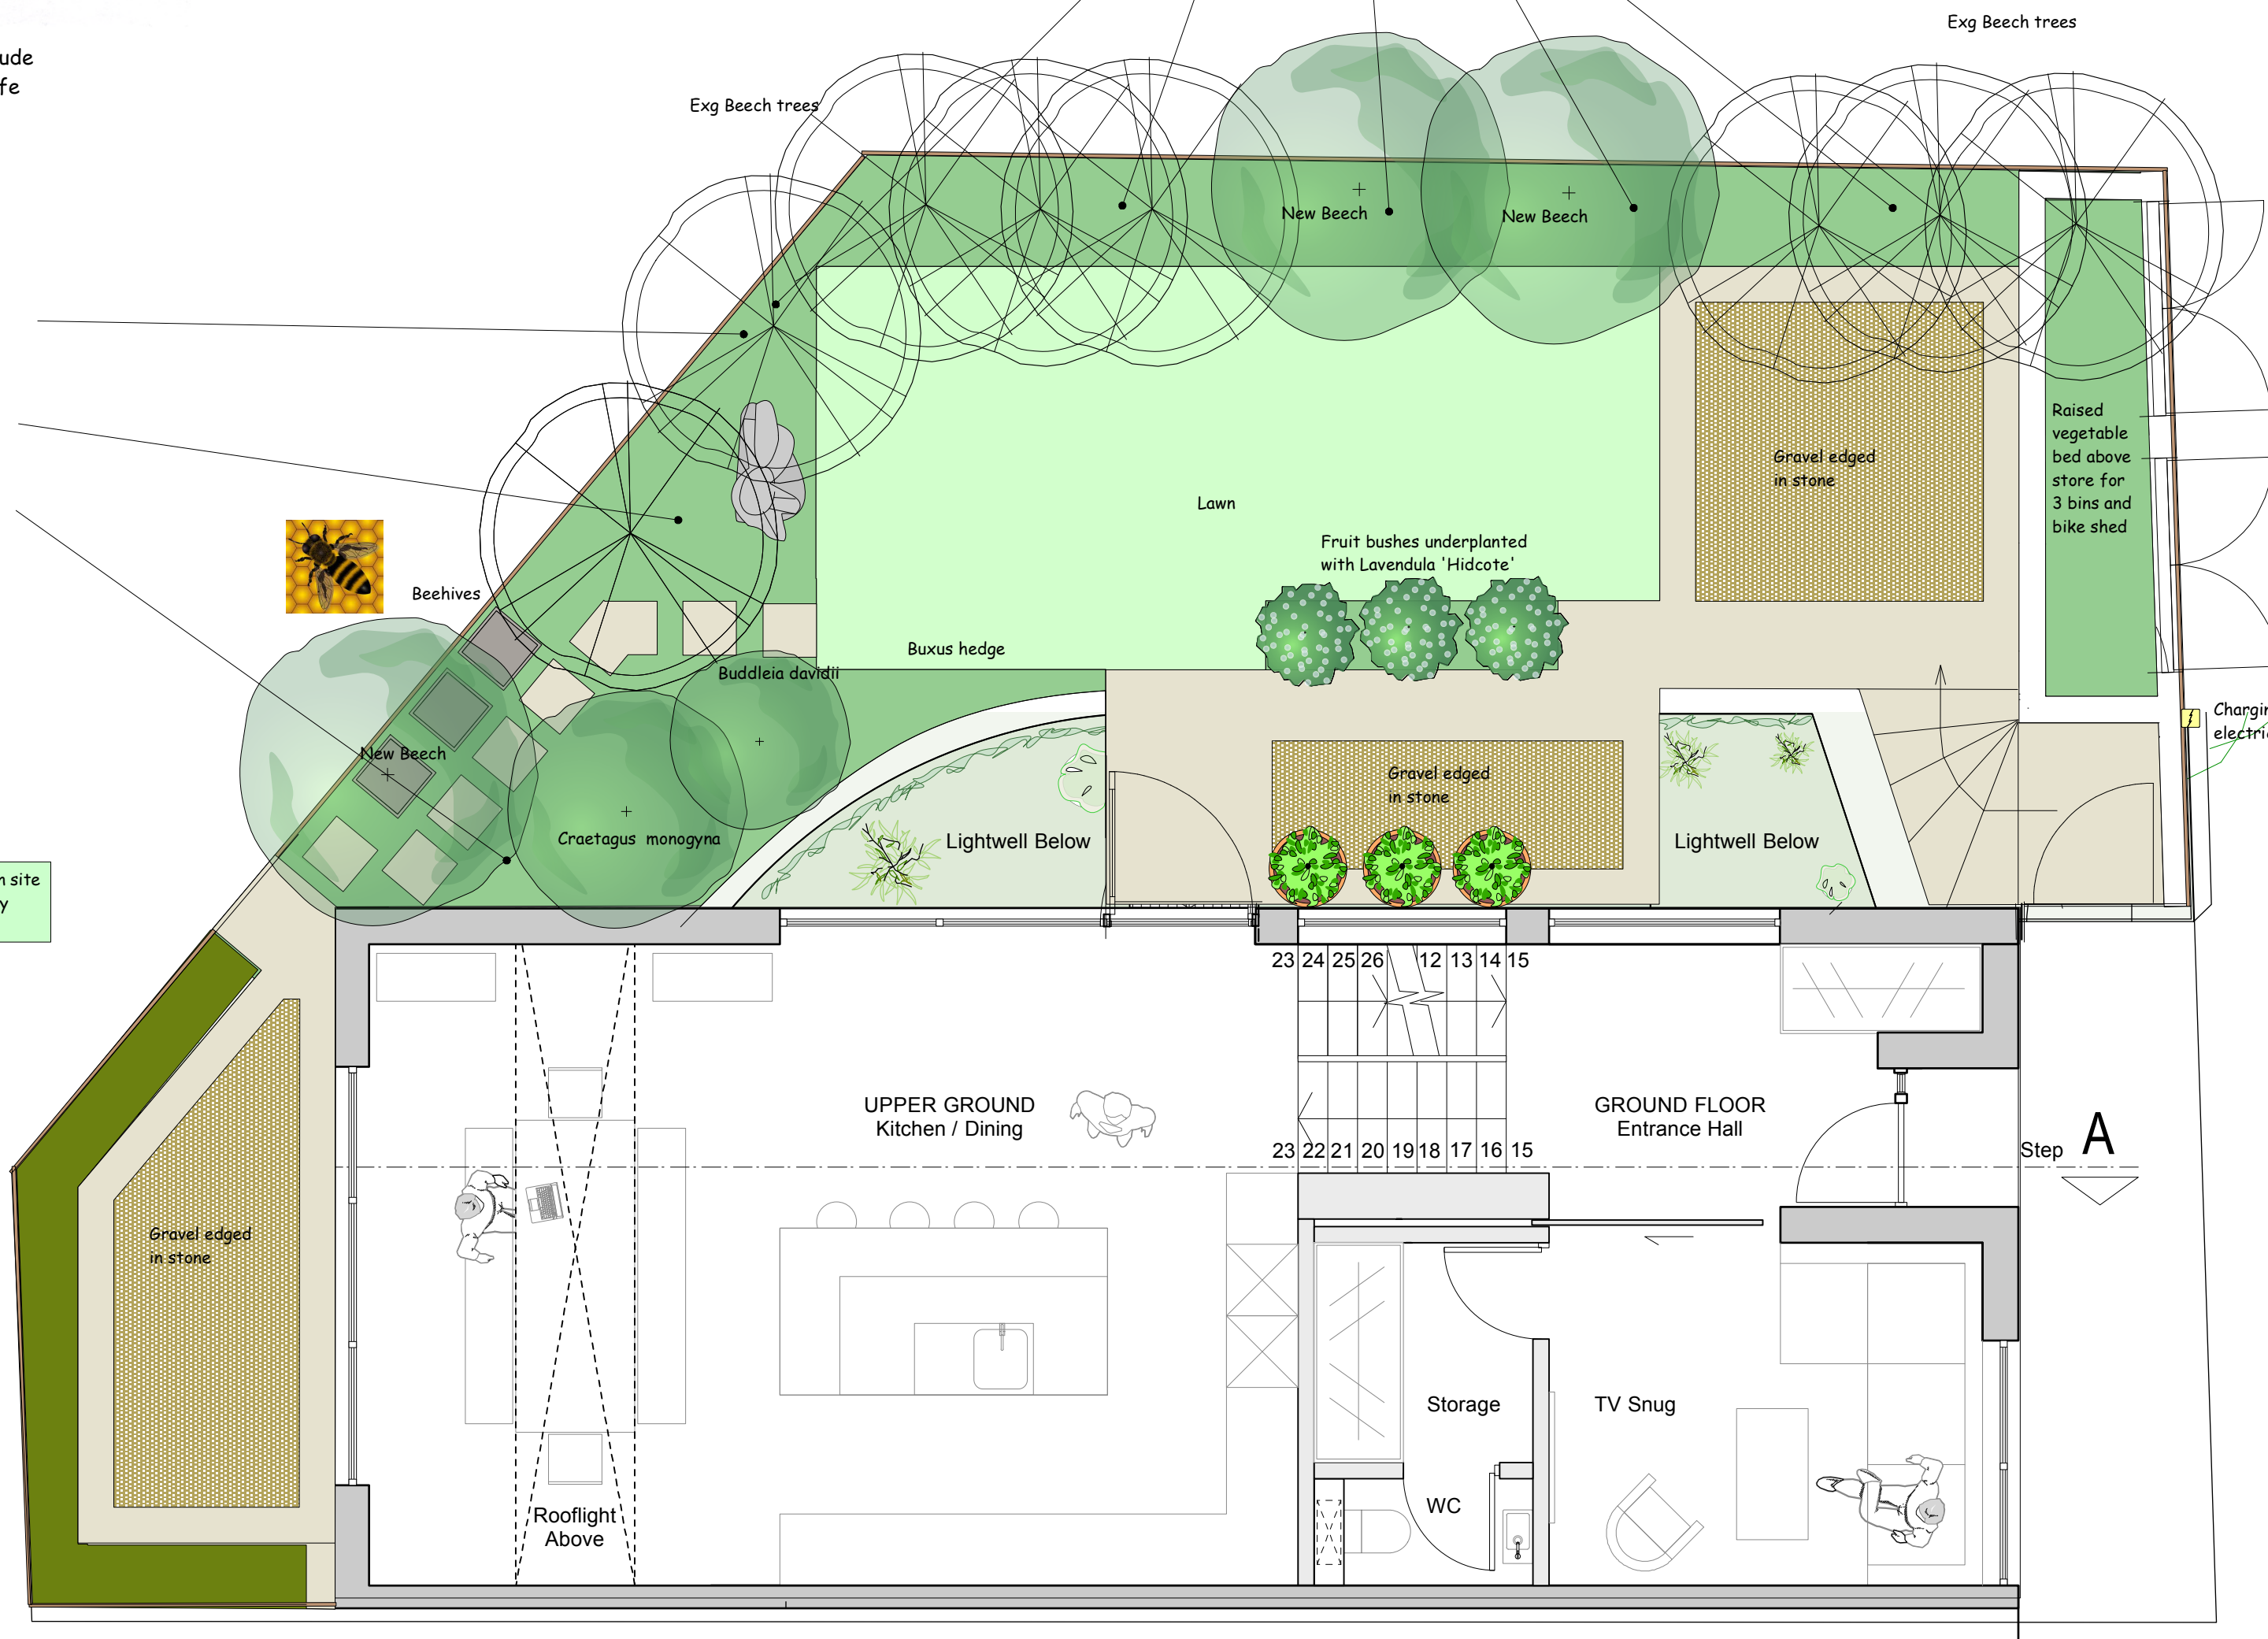 Exg Beech trees
ude
fe
Exg Beech trees
New Beech
New Beech
Raised
vegetable
bed above
store for
3 bins and
bike shed
Gravel edged
in stone
Lawn
Fruit bushes underplanted
with Lavendula 'Hidcote'
Beehives
Buxus hedge
Buddleia davidii
New Beech
Craetagus monogyna
Gravel edged
in stone
Lightwell Below
Lightwell Below
Chargin
electri
n site
y
23 24 25 26 12 13 14 15
UPPER GROUND
Kitchen / Dining
GROUND FLOOR
Entrance Hall
23 22 21 20 19 18 17 16 15
Step
A
Gravel edged
in stone
Storage
TV Snug
WC
Rooflight
Above